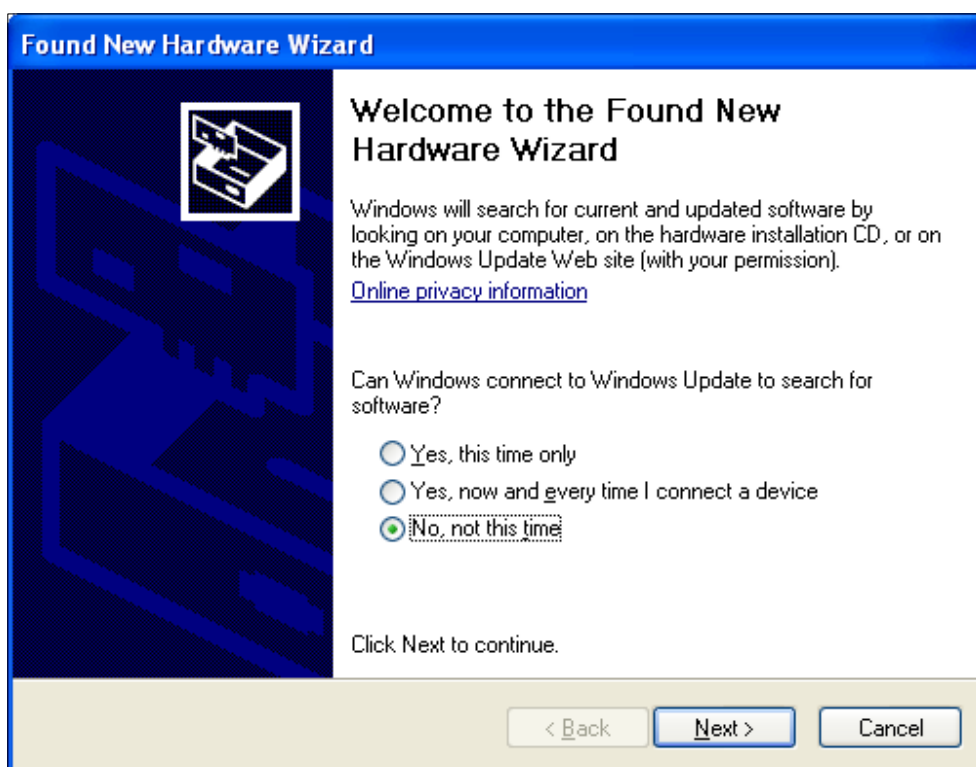 Found New Hardware Wizard
Welcome to the Found New
Hardware Wizard
Windows will search for current and updated software by
looking on your computer, on the hardware installation CD, or on
the Windows Update Web site (with your permission).
Online privacy information
Can Windows connect to Windows Update to search for
software?
Yes, this time only
Yes, now and every time I connect a device
No, not this time
Click Next to continue.
< Back Next > Cancel